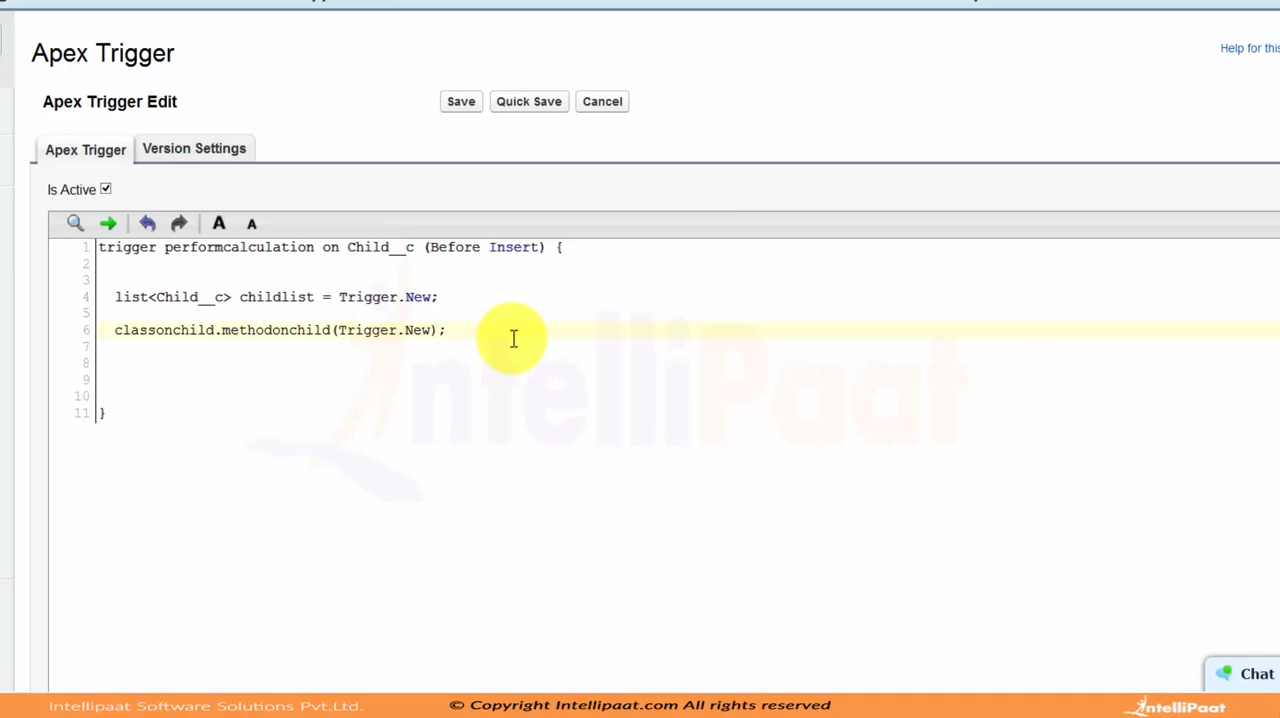 Apex Trigger
Help for this
Apex Trigger Edit
Save
Quick Save
Cancel
Apex Trigger
Version Settings
Is Active
A
A
1 trigger performcalculation on Child__c (Before Insert) {
2
3
4 list<Child__c> childlist = Trigger.New;
5
6 classonchild.methodonchild(Trigger.New);
7
8
9
10
11 }
IntelliPaat
Chat
Intellipaat Software Solutions Pvt.Ltd.
© Copyright Intellipaat.com All rights reserved
IntelliPaat